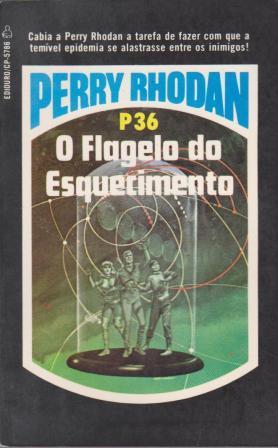 Cabia a Perry Rhodan a tarefa de fazer com que a
temível epidemia se alastrasse entre os inimigos!
EDIOURO/CP-5786
PERRY RHODAN
P36
O Flagelo do
Esquecimento